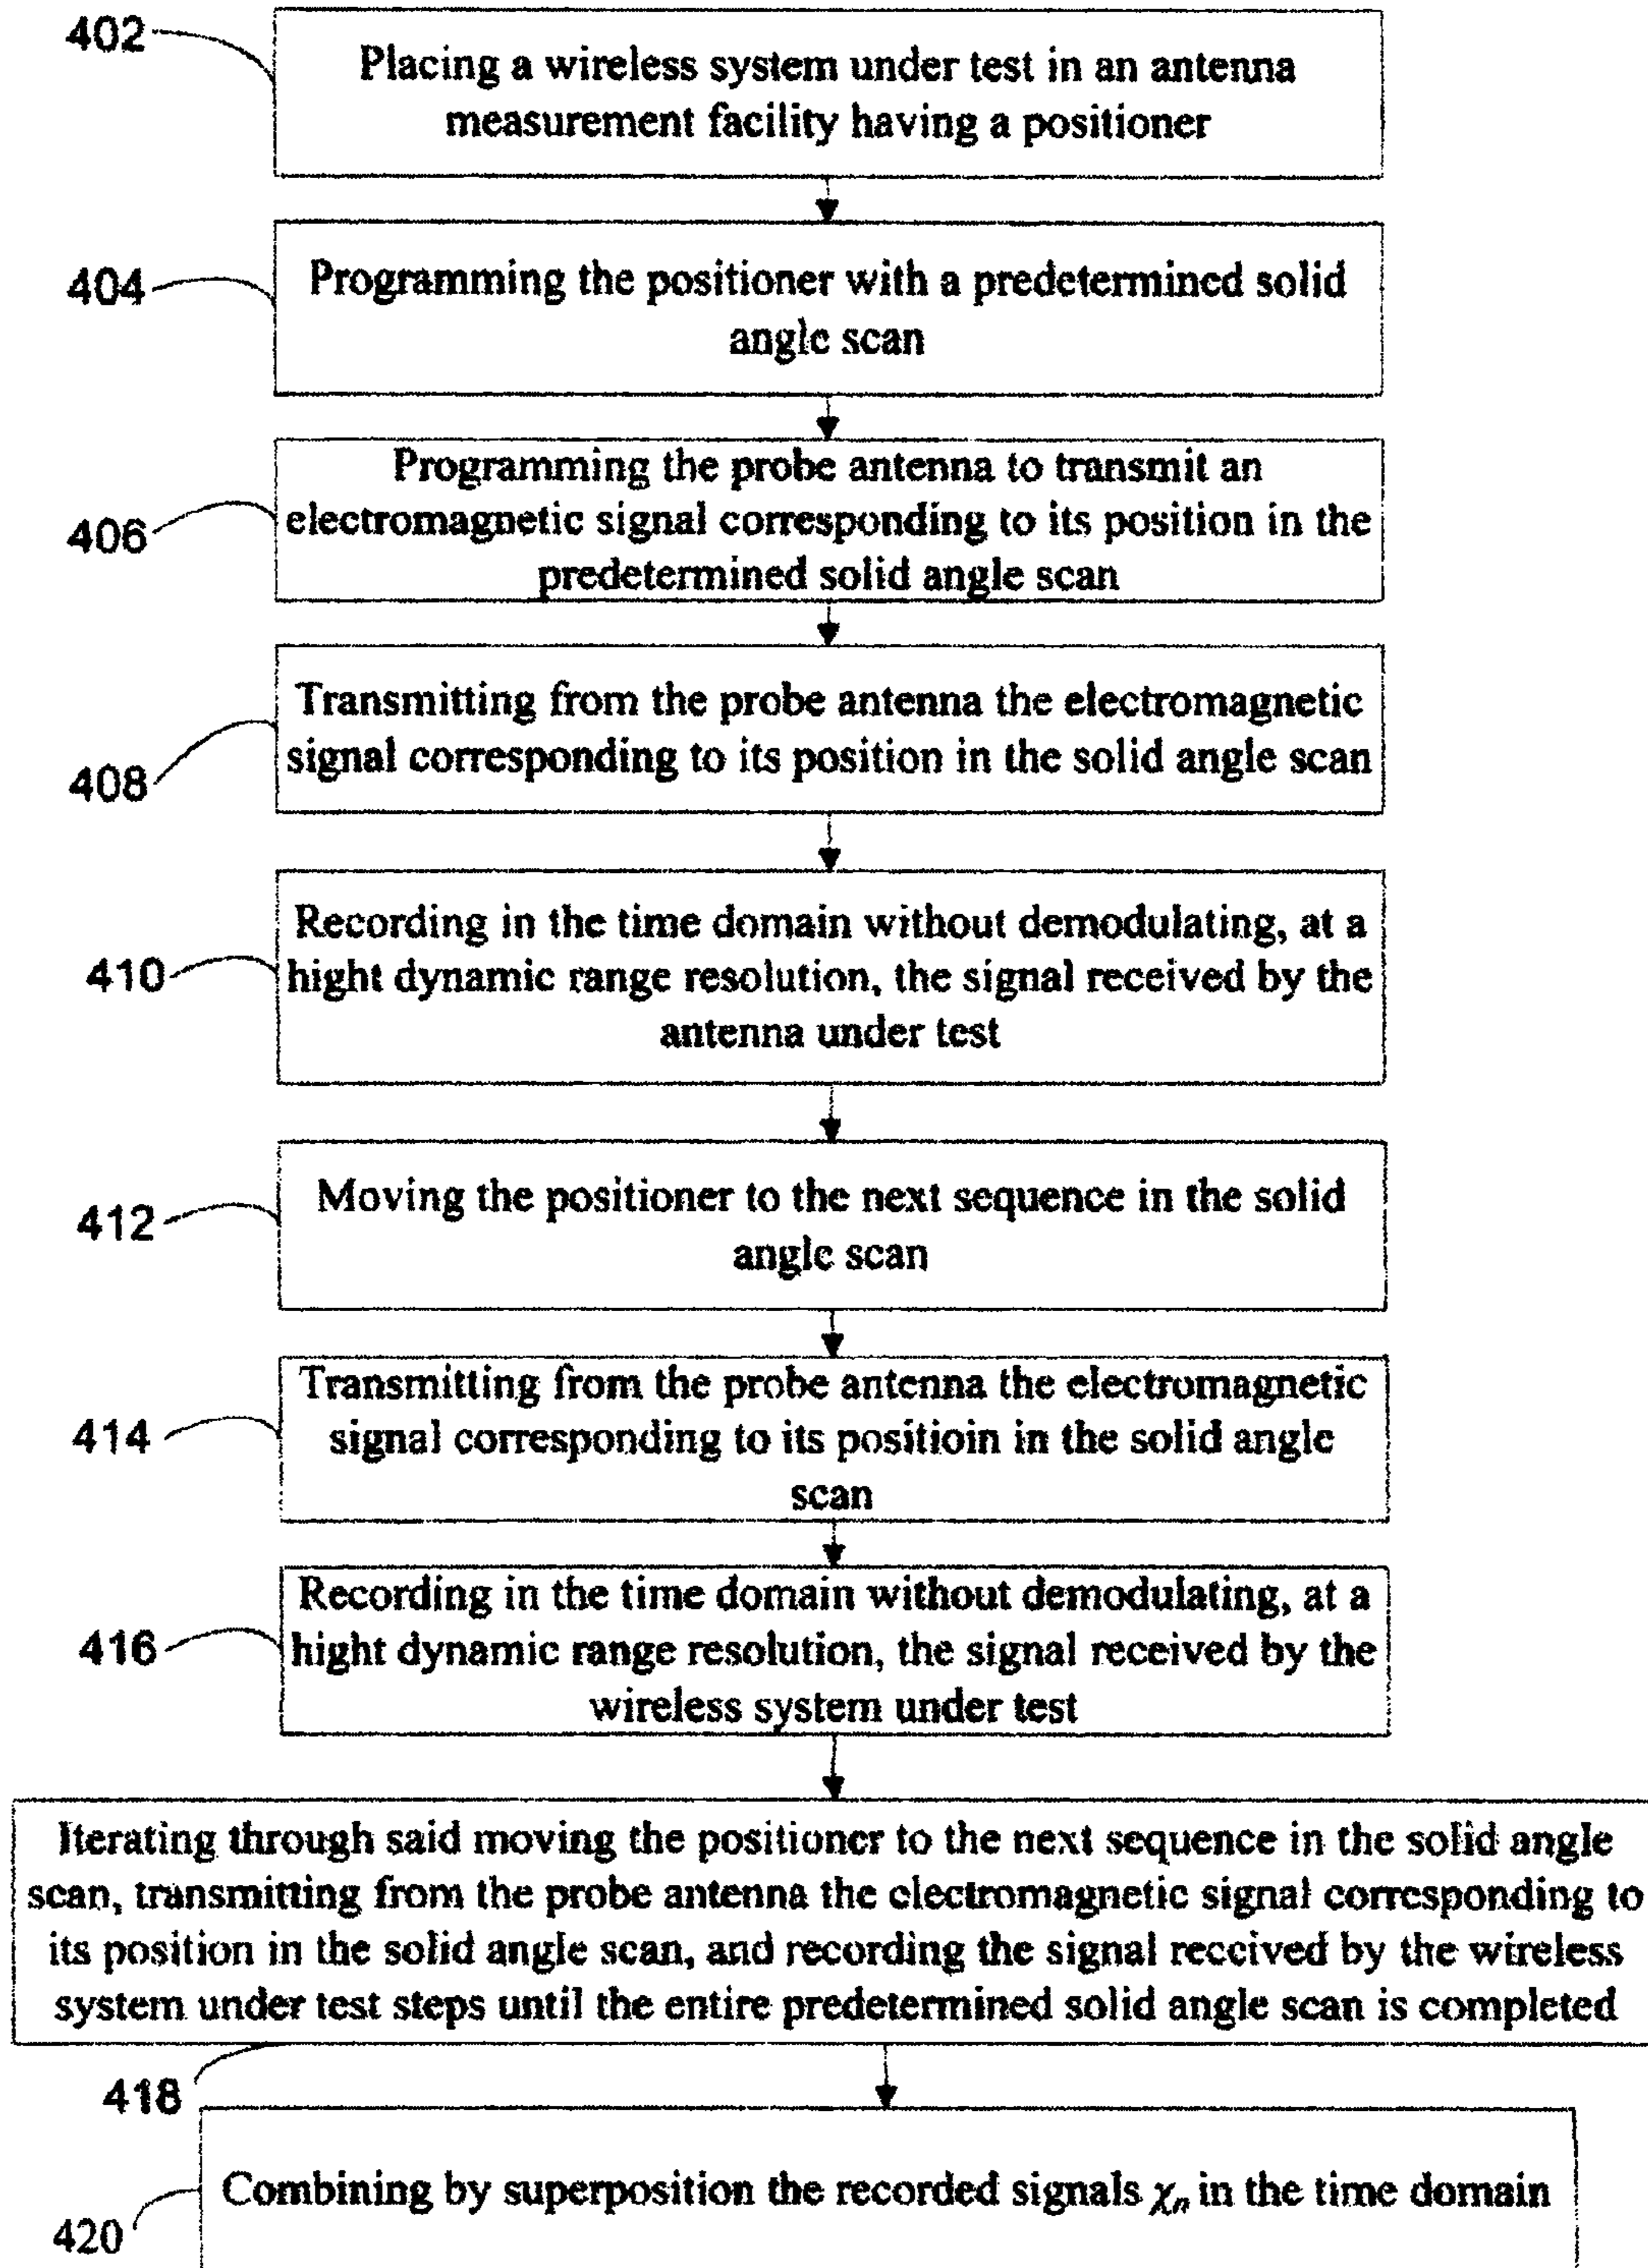 402
Placing a wireless system under test in an antenna
measurement facility having a positioner
404
Programming the positioner with a predetermined solid
angle scan
406
Programming the probe antenna to transmit an
electromagnetic signal corresponding to its position in the
predetermined solid angle scan
408
Transmitting from the probe antenna the electromagnetic
signal corresponding to its position in the solid angle scan
410
Recording in the time domain without demodulating, at a
hight dynamic range resolution, the signal received by the
antenna under test
412
Moving the positioner to the next sequence in the solid
angle scan
414
Transmitting from the probe antenna the electromagnetic
signal corresponding to its positioin in the solid angle
scan
416
Recording in the time domain without demodulating, at a
hight dynamic range resolution, the signal received by the
wireless system under test
Iterating through said moving the positioner to the next sequence in the solid angle
scan, transmitting from the probe antenna the electromagnetic signal corresponding to
its position in the solid angle scan, and recording the signal received by the wireless
system under test steps until the entire predetermined solid angle scan is completed
418
Combining by superposition the recorded signals χₙ in the time domain
420